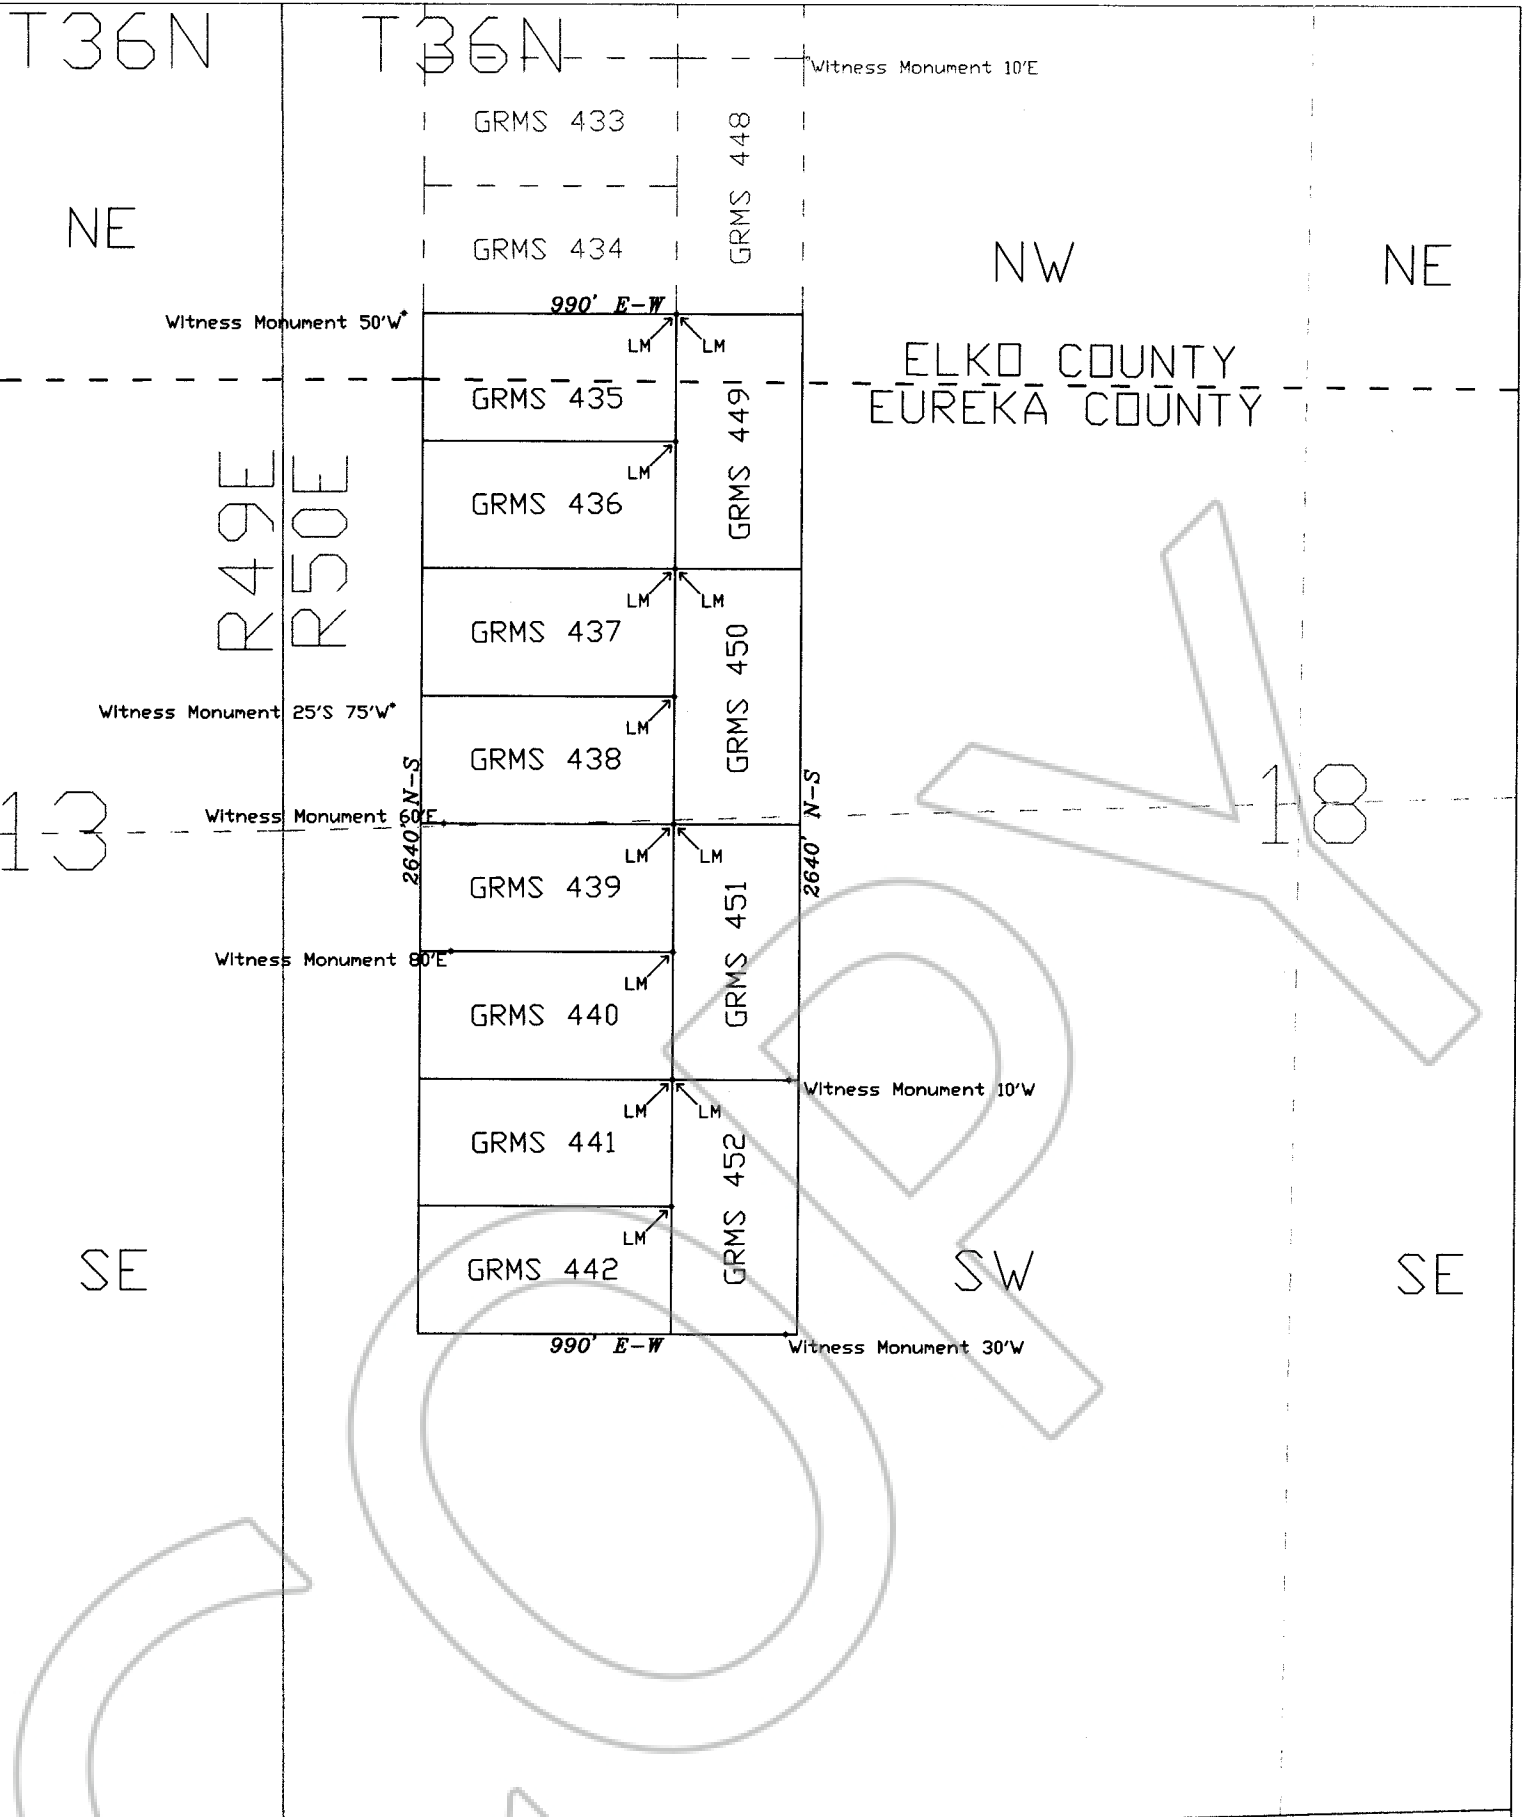 T36N
T36N
Witness Monument 10'E
GRMS 433
GRMS 448
NE
GRMS 434
NW
NE
990' E-W
Witness Monument 50'W
LM
LM
ELKO COUNTY
GRMS 435
GRMS 449
EUREKA COUNTY
R49E
R50E
LM
GRMS 436
LM
LM
GRMS 437
GRMS 450
Witness Monument 25'S 75'W
LM
GRMS 438
2640' N-S
2640' N-S
13
Witness Monument 60'E
18
LM
LM
GRMS 439
GRMS 451
Witness Monument 80'E
LM
GRMS 440
Witness Monument 10'W
LM
LM
GRMS 441
GRMS 452
LM
SE
GRMS 442
SW
SE
990' E-W
Witness Monument 30'W
COPY